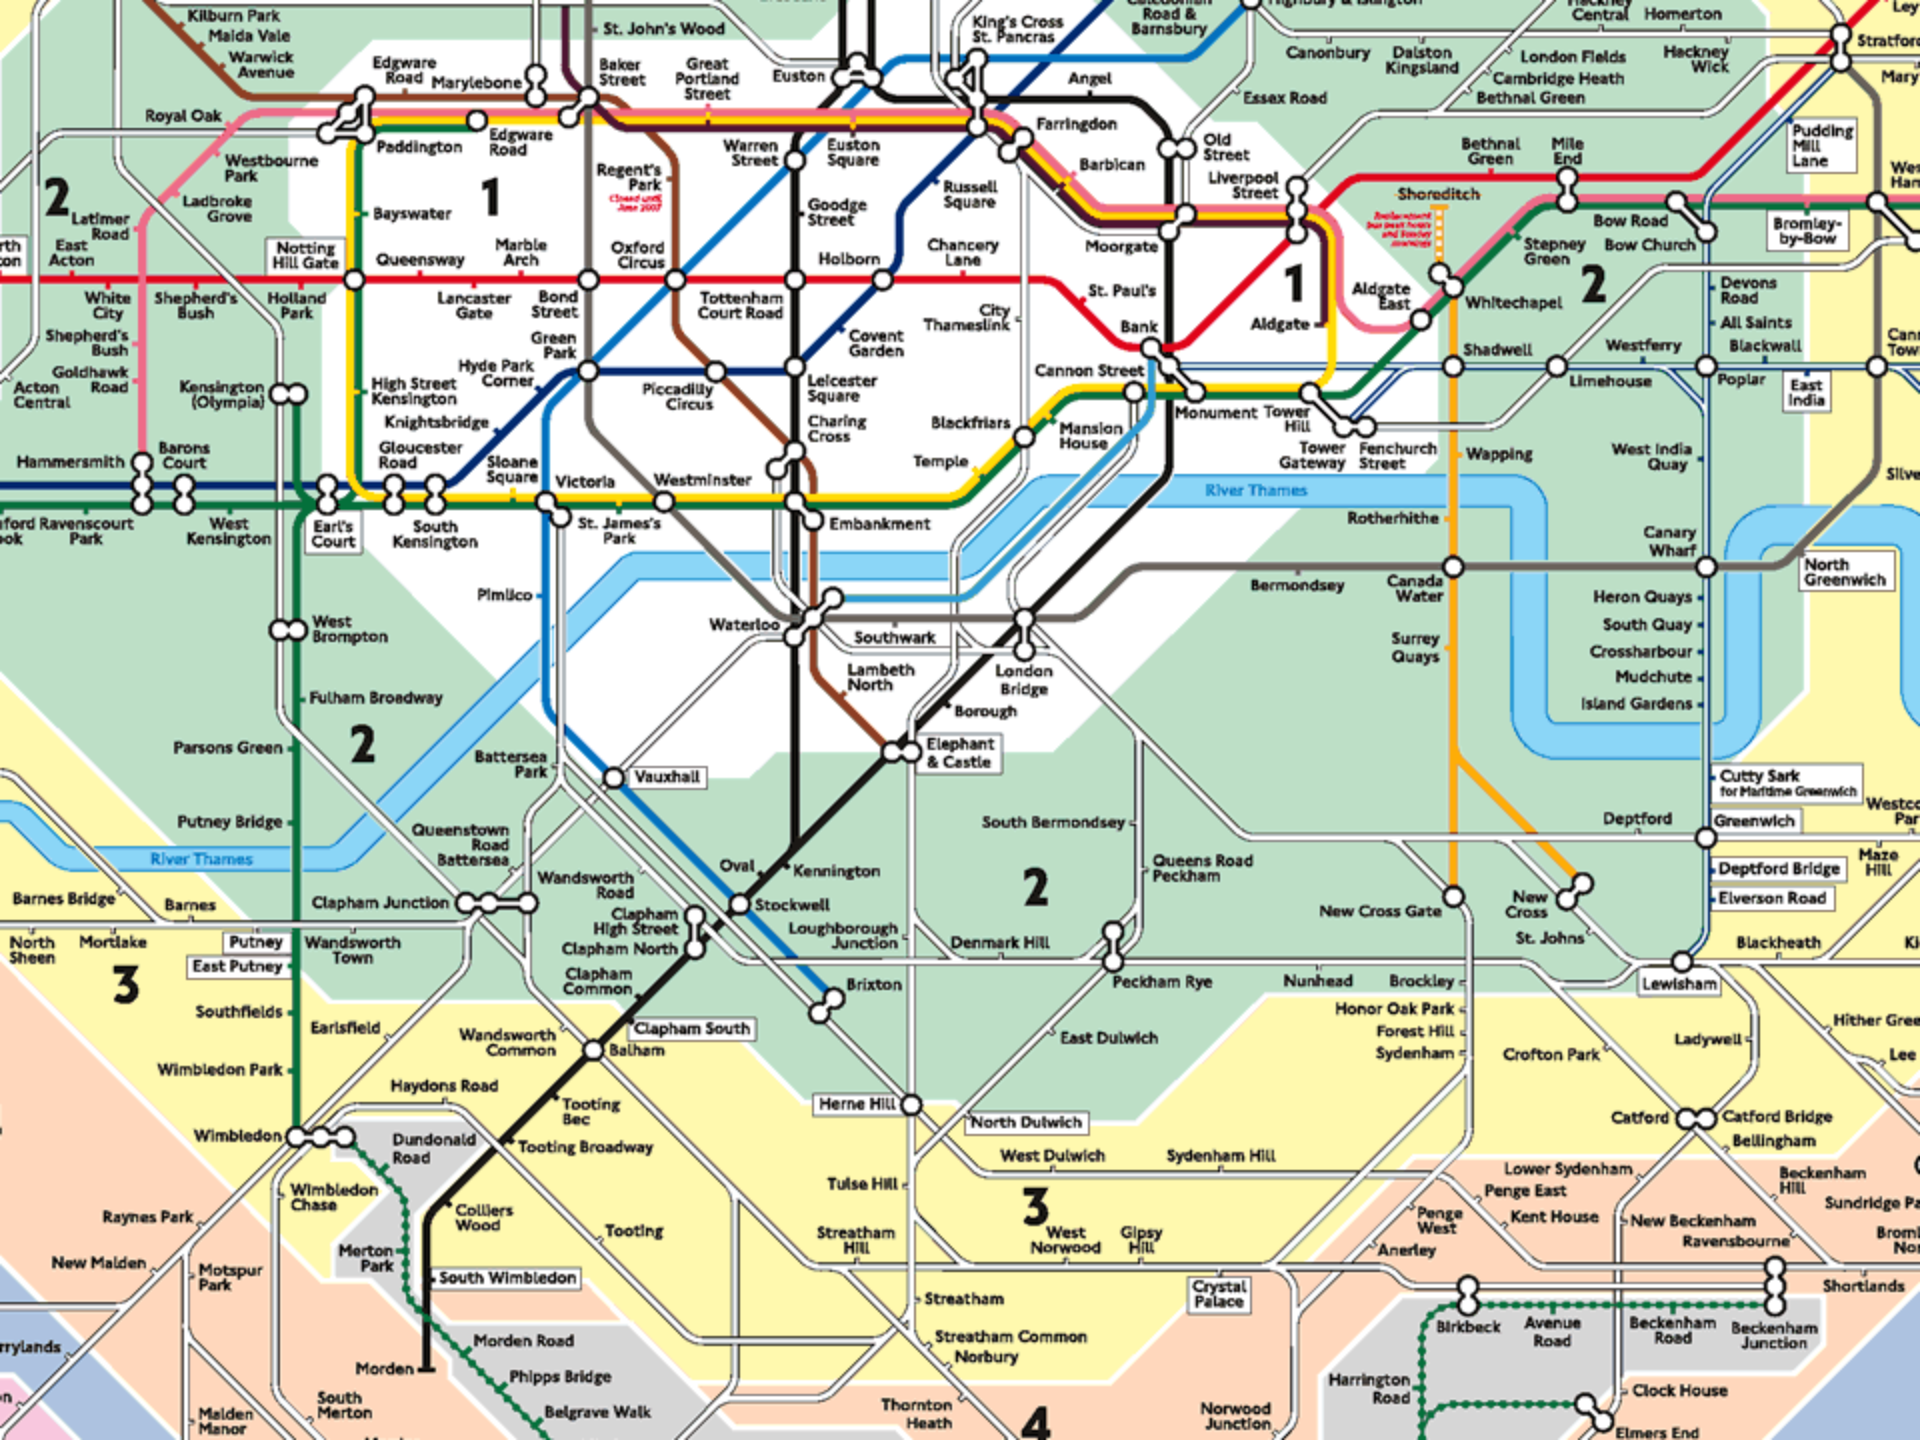 Kilburn Park
Maida Vale
Warwick
Avenue
Edgware
Road
Marylebone
St. John's Wood
Baker
Street
Great
Portland
Street
Euston
King's Cross
St. Pancras
Caledonian
Road &
Barnsbury
Highbury & Islington
Canonbury
Dalston
Kingsland
Hackney
Central
Homerton
London Fields
Cambridge Heath
Bethnal Green
Hackney
Wick
Stratford
Royal Oak
Westbourne
Park
Ladbroke
Grove
Latimer
Road
2
Paddington
Edgware
Road
1
Regent's
Park
Closed until
June 2007
Warren
Street
Euston
Square
Angel
Essex Road
Farringdon
Barbican
Old
Street
Liverpool
Street
Bethnal
Green
Mile
End
Shoreditch
Pudding
Mill
Lane
Bow Road
Bow Church
Bromley-
by-Bow
East
Acton
Notting
Hill Gate
Bayswater
Queensway
Marble
Arch
Oxford
Circus
Goodge
Street
Russell
Square
Holborn
Chancery
Lane
Moorgate
Stepney
Green
2
White
City
Shepherd's
Bush
Holland
Park
Lancaster
Gate
Bond
Street
Tottenham
Court Road
City
Thameslink
St. Paul's
Bank
1
Aldgate
Aldgate
East
Whitechapel
Devons
Road
All Saints
Shepherd's
Bush
Goldhawk
Road
Acton
Central
Kensington
(Olympia)
High Street
Kensington
Green
Park
Hyde Park
Corner
Knightsbridge
Piccadilly
Circus
Covent
Garden
Leicester
Square
Charing
Cross
Cannon Street
Monument
Tower
Hill
Shadwell
Limehouse
Westferry
Blackwall
Poplar
East
India
Hammersmith
Barons
Court
Gloucester
Road
Sloane
Square
Victoria
Westminster
Temple
Blackfriars
Mansion
House
Tower
Gateway
Fenchurch
Street
Wapping
West India
Quay
River Thames
Ravenscourt
Park
West
Kensington
Earl's
Court
South
Kensington
St. James's
Park
Embankment
Rotherhithe
Canary
Wharf
Pimlico
Bermondsey
Canada
Water
North
Greenwich
Heron Quays
West
Brompton
Waterloo
Southwark
Lambeth
North
London
Bridge
Surrey
Quays
South Quay
Crossharbour
Mudchute
Island Gardens
Fulham Broadway
Borough
Parsons Green
2
Battersea
Park
Vauxhall
Elephant
& Castle
Cutty Sark
for Maritime Greenwich
Putney Bridge
Queenstown
Road
Battersea
South Bermondsey
Deptford
Greenwich
River Thames
Oval
Kennington
Queens Road
Peckham
Maze
Hill
Deptford Bridge
Elverson Road
Barnes Bridge
Barnes
Clapham Junction
Wandsworth
Road
Clapham
High Street
Clapham North
Stockwell
2
New Cross Gate
New
Cross
St. Johns
North
Sheen
Mortlake
Putney
Wandsworth
Town
Loughborough
Junction
Denmark Hill
Blackheath
East Putney
3
Clapham
Common
Brixton
Peckham Rye
Nunhead
Brockley
Lewisham
Southfields
Earlsfield
Wandsworth
Common
Clapham South
Balham
East Dulwich
Honor Oak Park
Forest Hill
Sydenham
Crofton Park
Ladywell
Hither Gree
Lee
Wimbledon Park
Haydons Road
Tooting
Bec
Herne Hill
North Dulwich
Catford
Catford Bridge
Bellingham
Wimbledon
Dundonald
Road
Tooting Broadway
West Dulwich
Sydenham Hill
Lower Sydenham
Penge East
Beckenham
Hill
Wimbledon
Chase
Tulse Hill
3
Raynes Park
Colliers
Wood
Tooting
Streatham
Hill
West
Norwood
Gipsy
Hill
Penge
West
Kent House
New Beckenham
Ravensbourne
Sundridge Pa
New Malden
Motspur
Park
Merton
Park
South Wimbledon
Anerley
Crystal
Palace
Shortlands
Streatham
Birkbeck
Avenue
Road
Beckenham
Road
Beckenham
Junction
Streatham Common
Norbury
Morden Road
Morden
Phipps Bridge
Harrington
Road
Clock House
South
Merton
Belgrave Walk
Malden
Manor
Thornton
Heath
4
Norwood
Junction
Elmers End